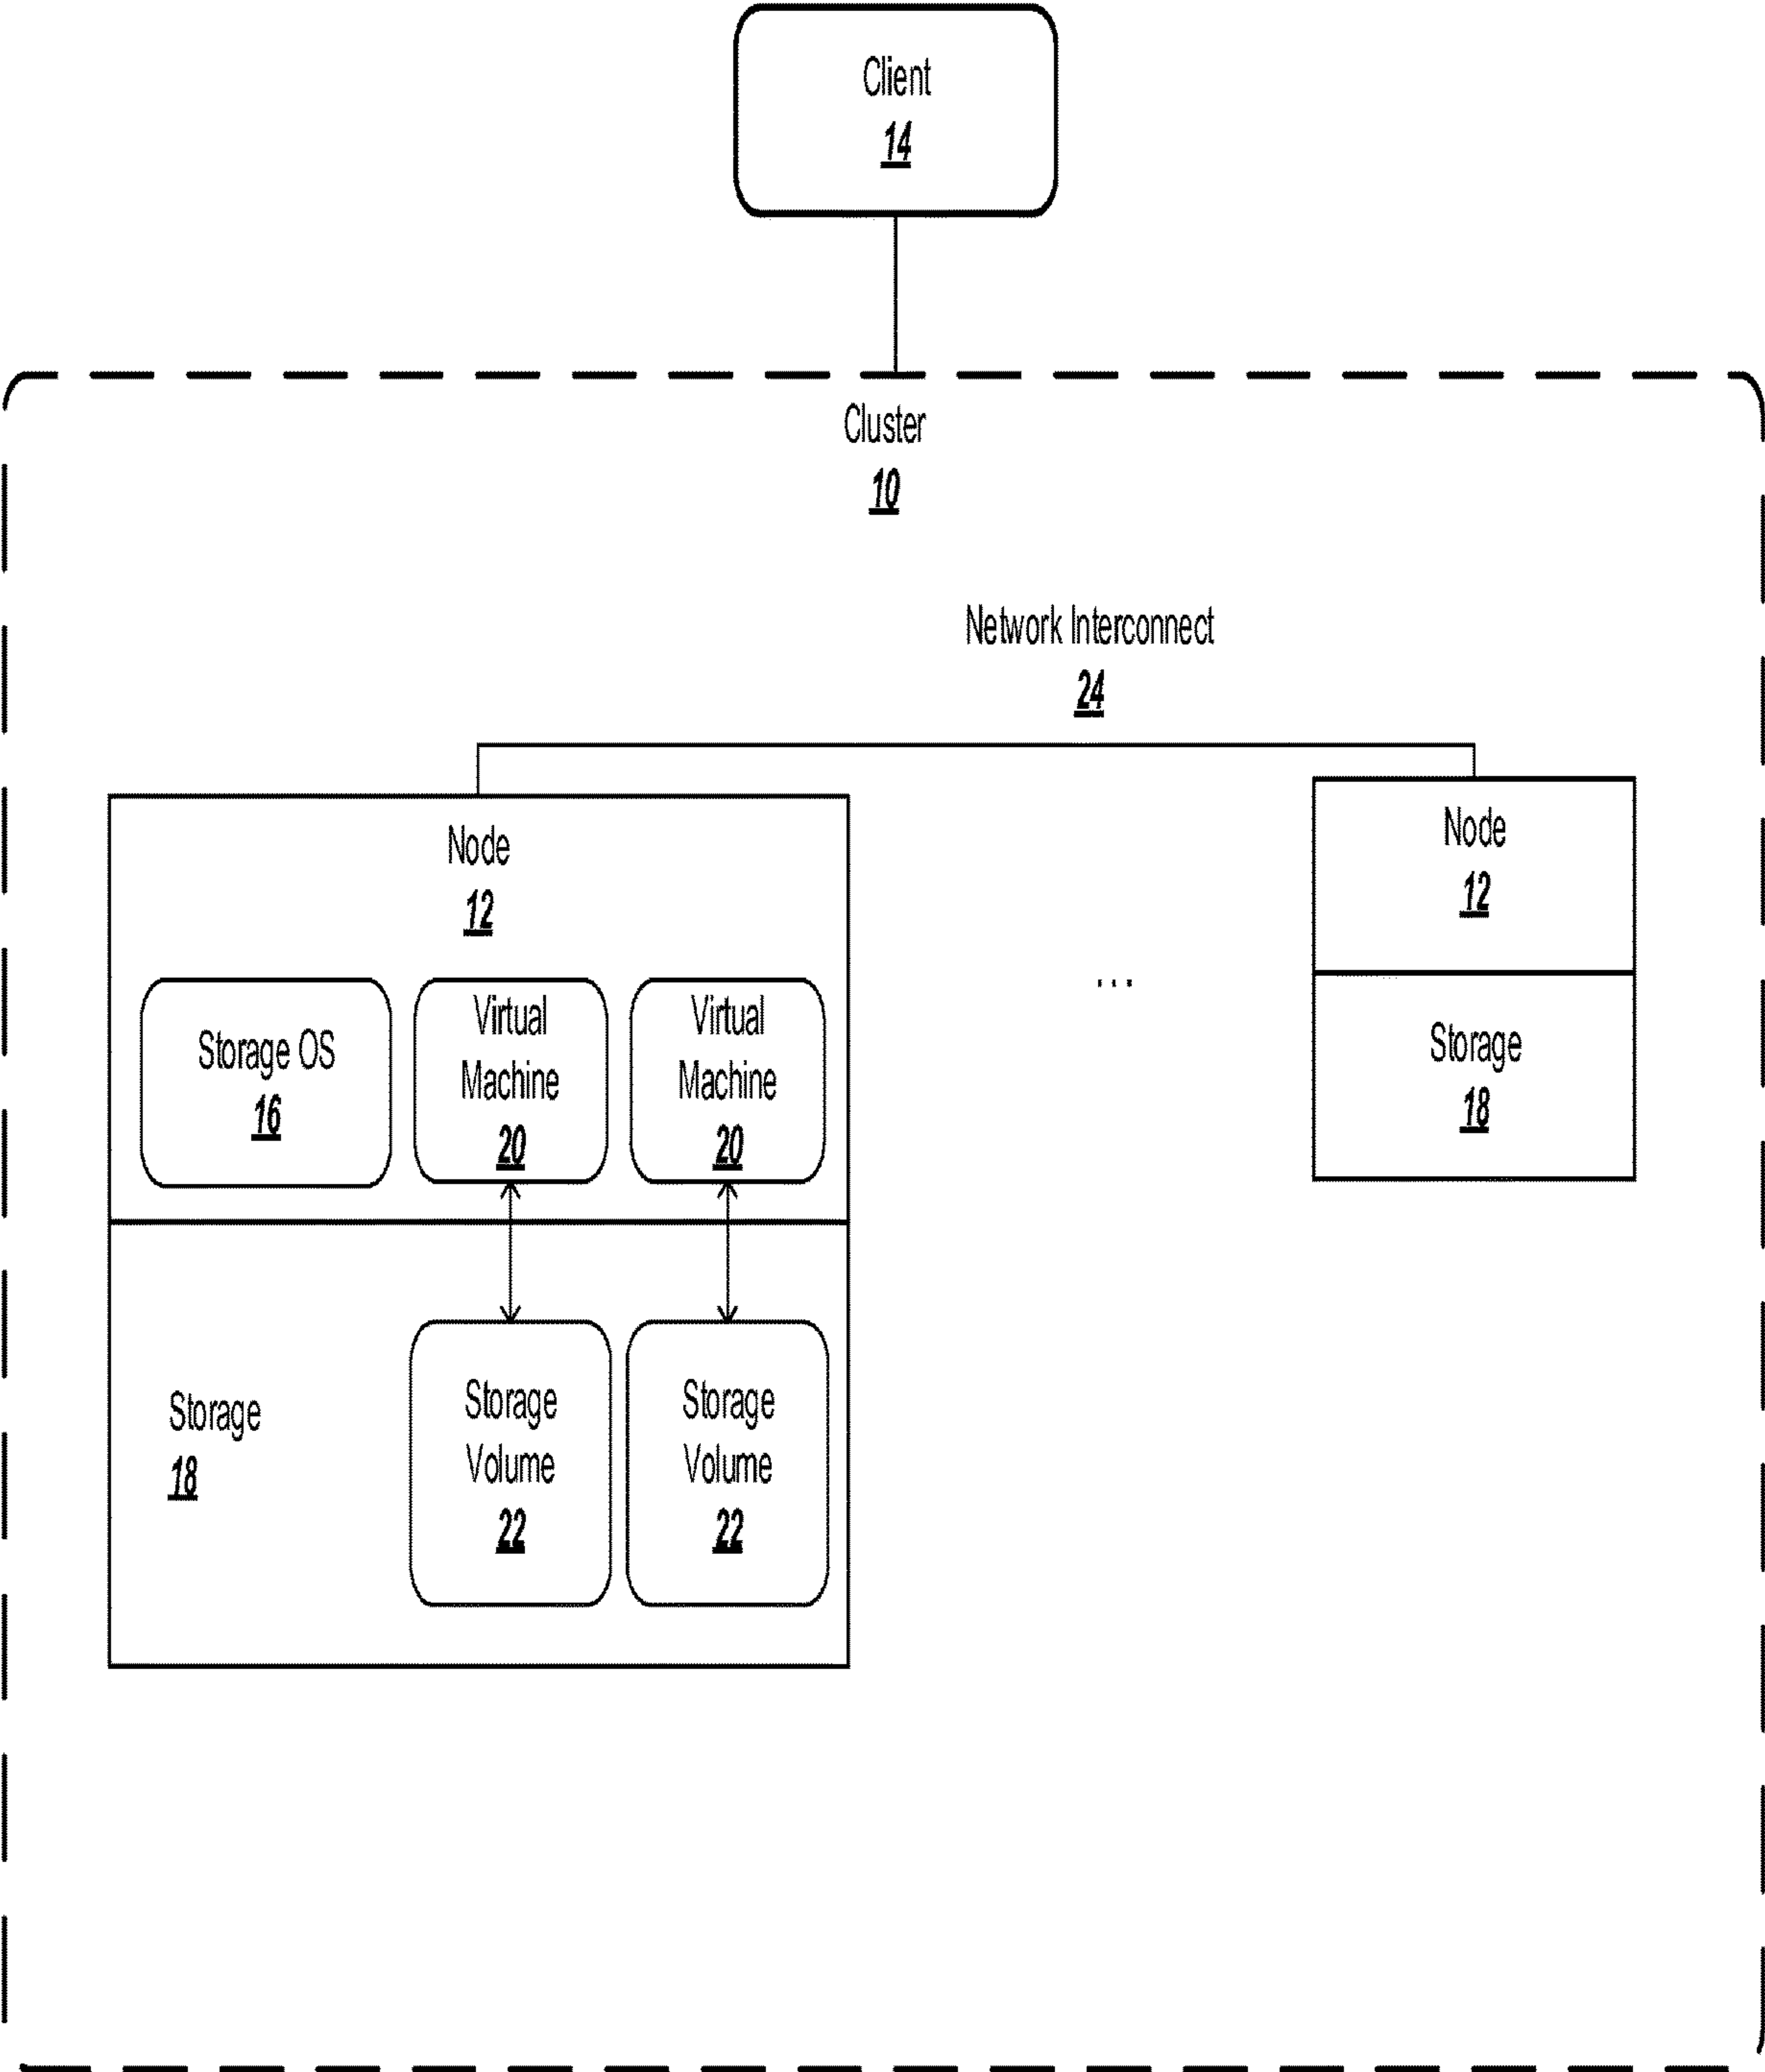 Client
14
Cluster
10
Network Interconnect
24
Node
12
Storage OS
16
Virtual
Machine
20
Virtual
Machine
20
Storage
18
Storage
Volume
22
Storage
Volume
22
...
Node
12
Storage
18